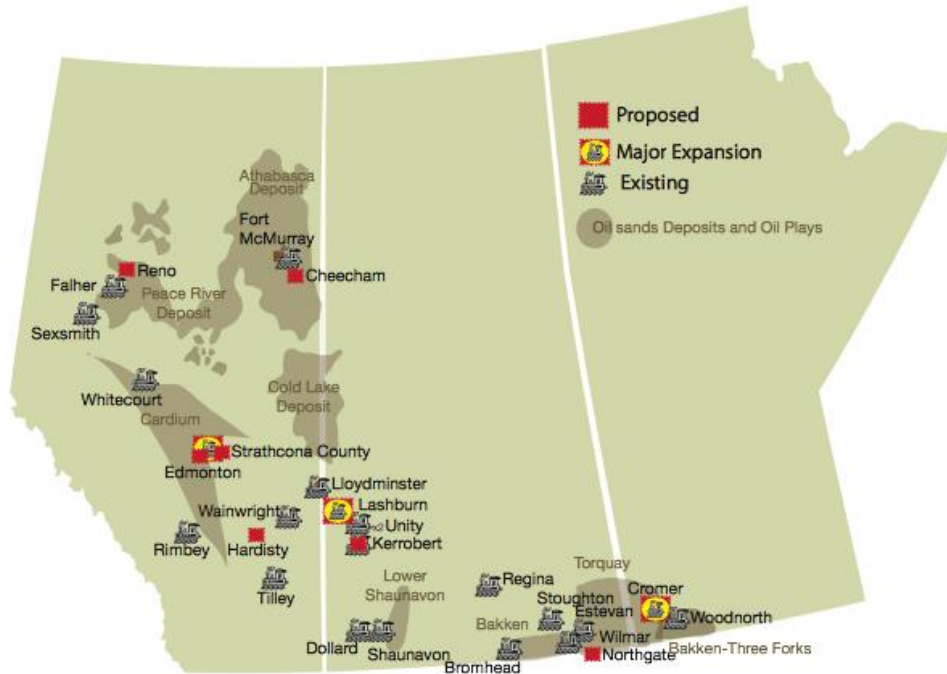 Proposed
Major Expansion
Existing
Oil sands Deposits and Oil Plays
Athabasca
Deposit
Fort
McMurray
Cheecham
Reno
Falher
Peace River
Deposit
Sexsmith
Whitecourt
Cardium
Cold Lake
Deposit
Strathcona County
Edmonton
Lloydminster
Lashburn
Wainwright
Unity
Rimbey
Hardisty
Kerrobert
Tilley
Lower
Shaunavon
Regina
Torquay
Stoughton
Cromer
Estevan
Woodnorth
Bakken
Dollard
Shaunavon
Wilmar
Bakken-Three Forks
Bromhead
Northgate